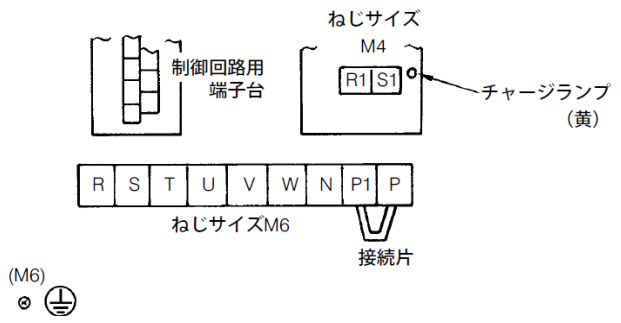 ねじサイズ
M4
制御回路用
端子台
R1 S1
チャージランプ
(黄)
R S T U V W N P1 P
ねじサイズM6
接続片
(M6)